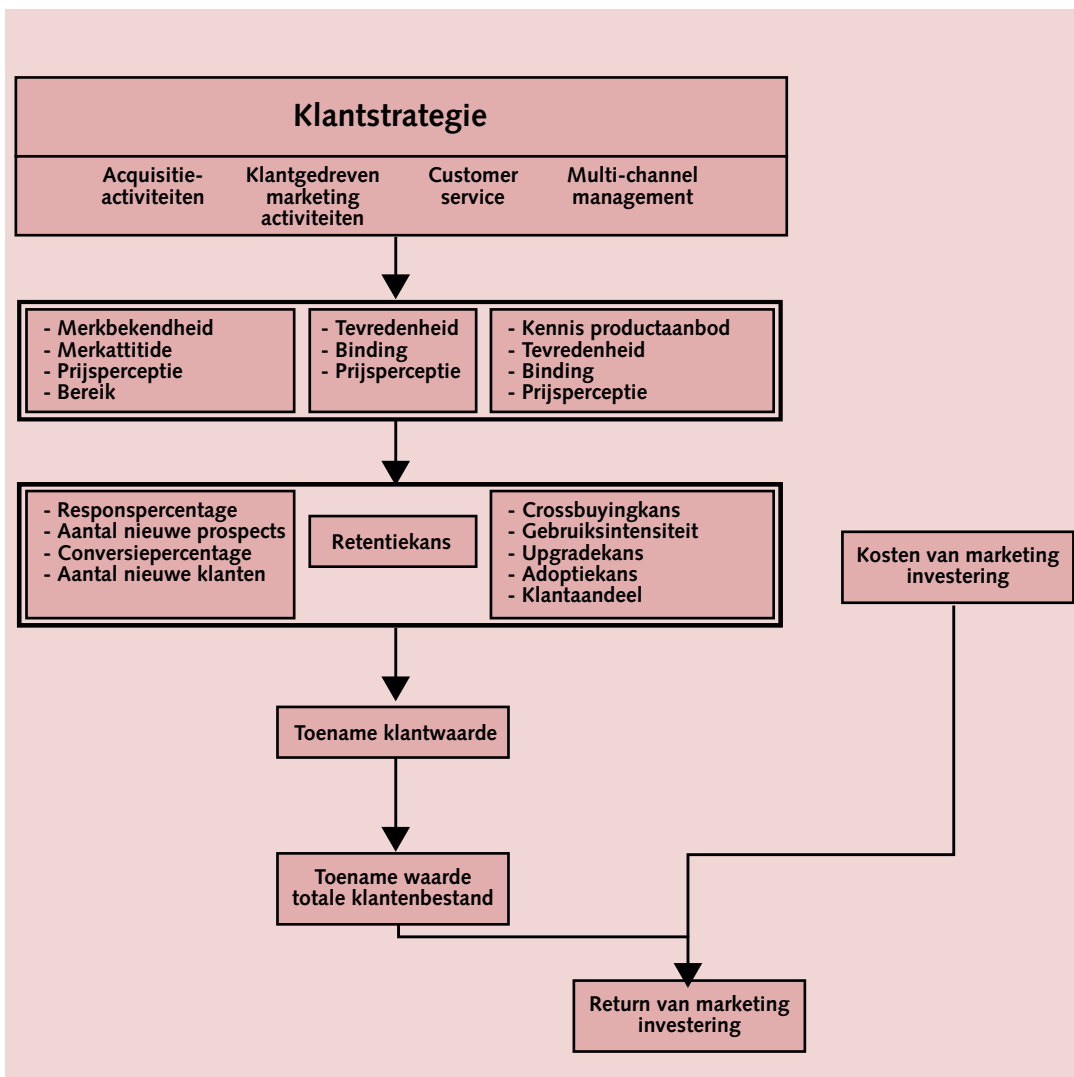 Klantstrategie
Acquisitie-
activiteiten
Klantgedreven
marketing
activiteiten
Customer
service
Multi-channel
management
- Merkbekendheid
- Merkattitide
- Prijsperceptie
- Bereik
- Tevredenheid
- Binding
- Prijsperceptie
- Kennis productaanbod
- Tevredenheid
- Binding
- Prijsperceptie
- Responspercentage
- Aantal nieuwe prospects
- Conversiepercentage
- Aantal nieuwe klanten
Retentiekans
- Crossbuyingkans
- Gebruiksintensiteit
- Upgradekans
- Adoptiekans
- Klantaandeel
Kosten van marketing
investering
Toename klantwaarde
Toename waarde
totale klantenbestand
Return van marketing
investering